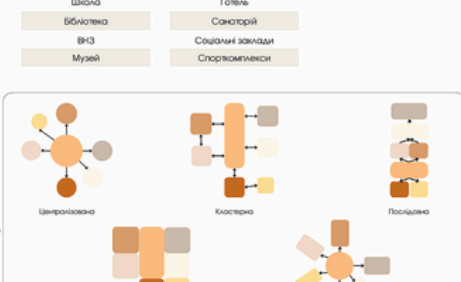 Школа Готель
Бібліотека Санаторій
ВНЗ Соціальні заклади
Музей Спорткомплекси
Централізована Кластерна Послідовна